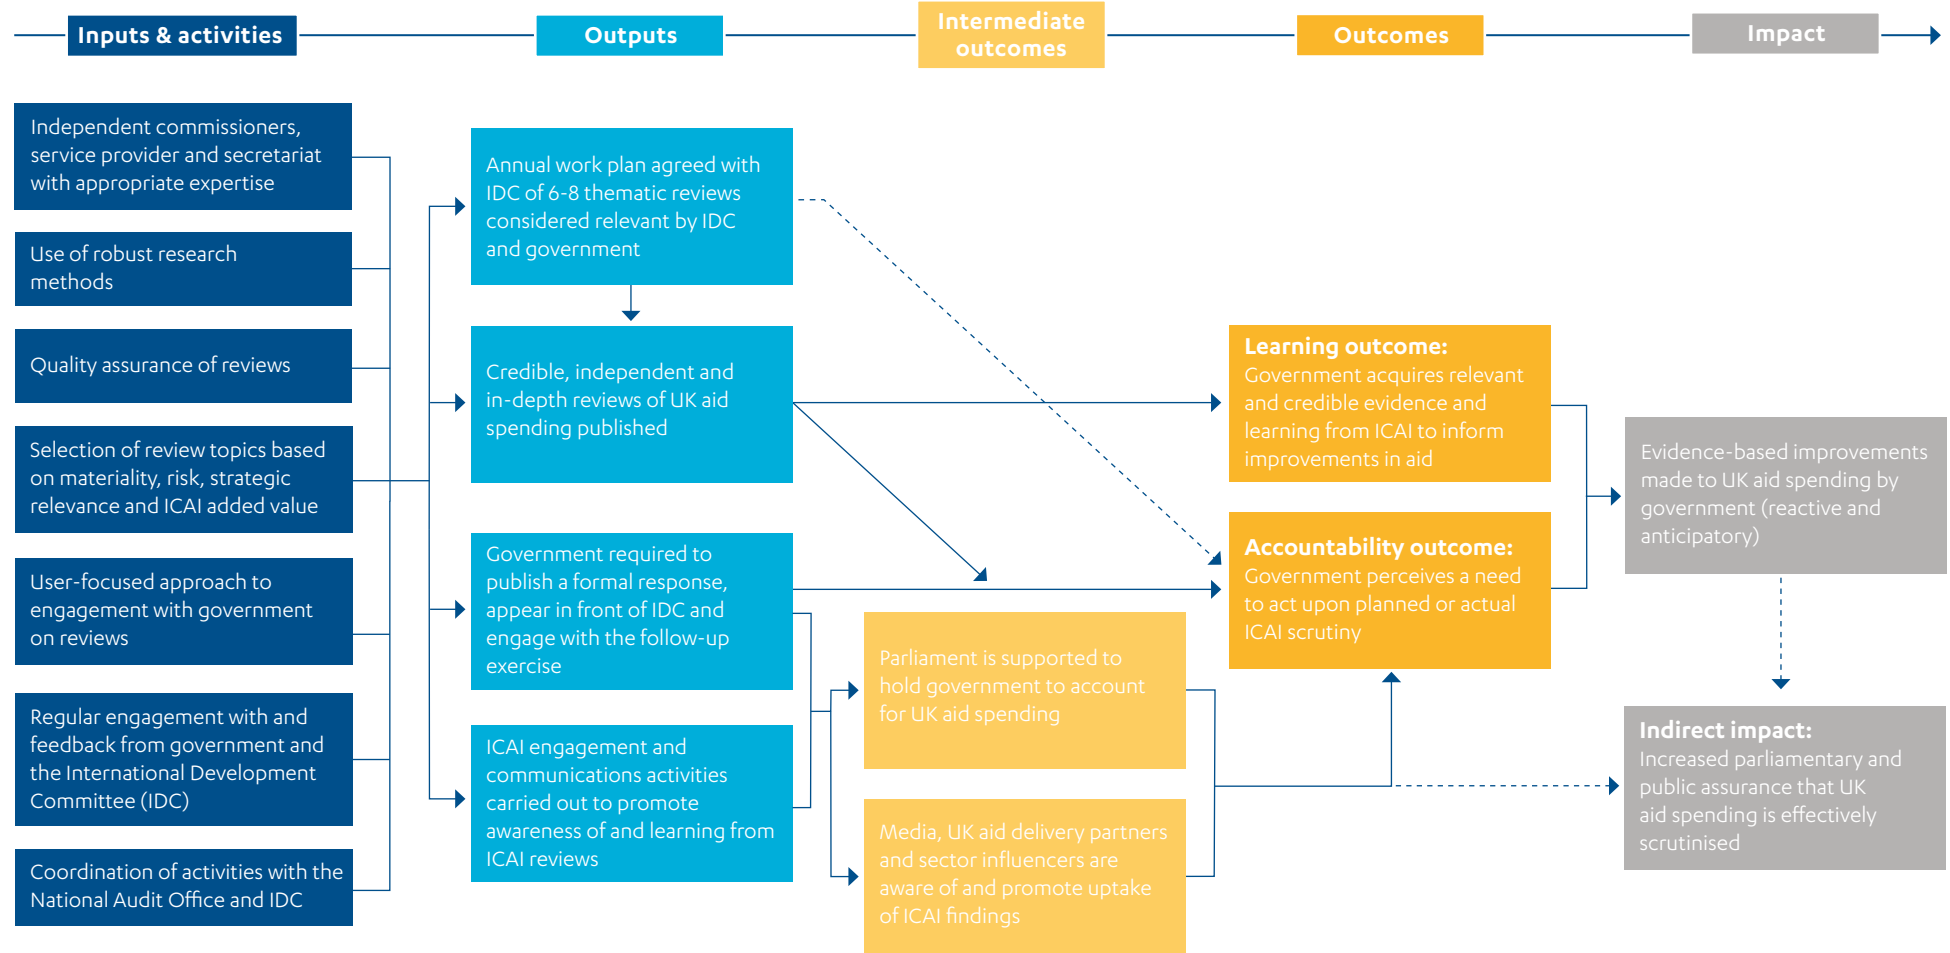 Inputs & activities
Outputs
Intermediate
outcomes
Outcomes
Impact
Independent commissioners,
service provider and secretariat
with appropriate expertise
Use of robust research
methods
Quality assurance of reviews
Selection of review topics based
on materiality, risk, strategic
relevance and ICAI added value
User-focused approach to
engagement with government
on reviews
Regular engagement with and
feedback from government and
the International Development
Committee (IDC)
Coordination of activities with the
National Audit Office and IDC
Annual work plan agreed with
IDC of 6-8 thematic reviews
considered relevant by IDC
and government
Credible, independent and
in-depth reviews of UK aid
spending published
Government required to
publish a formal response,
appear in front of IDC and
engage with the follow-up
exercise
ICAI engagement and
communications activities
carried out to promote
awareness of and learning from
ICAI reviews
Parliament is supported to
hold government to account
for UK aid spending
Media, UK aid delivery partners
and sector influencers are
aware of and promote uptake
of ICAI findings
Learning outcome:
Government acquires relevant
and credible evidence and
learning from ICAI to inform
improvements in aid
Accountability outcome:
Government perceives a need
to act upon planned or actual
ICAI scrutiny
Evidence-based improvements
made to UK aid spending by
government (reactive and
anticipatory)
Indirect impact:
Increased parliamentary and
public assurance that UK
aid spending is effectively
scrutinised